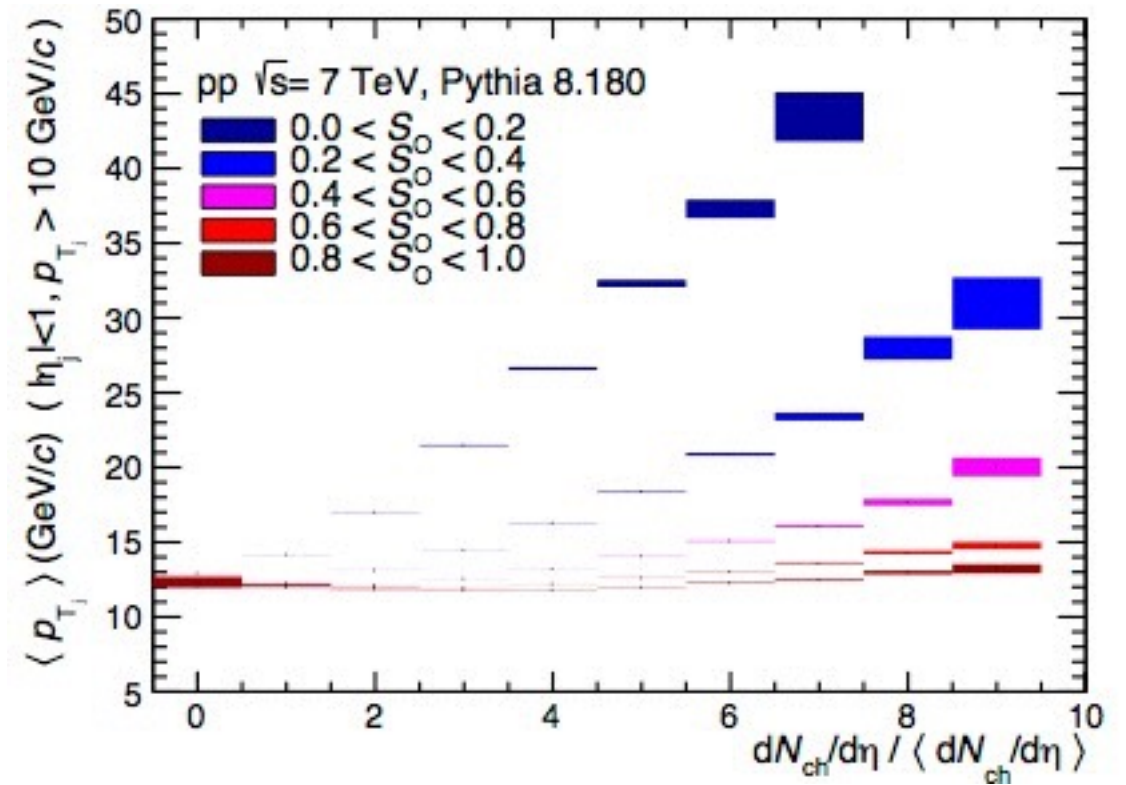 ⟨ p_Tj ⟩ (GeV/c) ( |η_j|<1, p_Tj > 10 GeV/c )
50
45
40
35
30
25
20
15
10
5
pp √s= 7 TeV, Pythia 8.180
0.0 < S_O < 0.2
0.2 < S_O < 0.4
0.4 < S_O < 0.6
0.6 < S_O < 0.8
0.8 < S_O < 1.0
0 2 4 6 8 10
dN_ch/dη / ⟨ dN_ch/dη ⟩